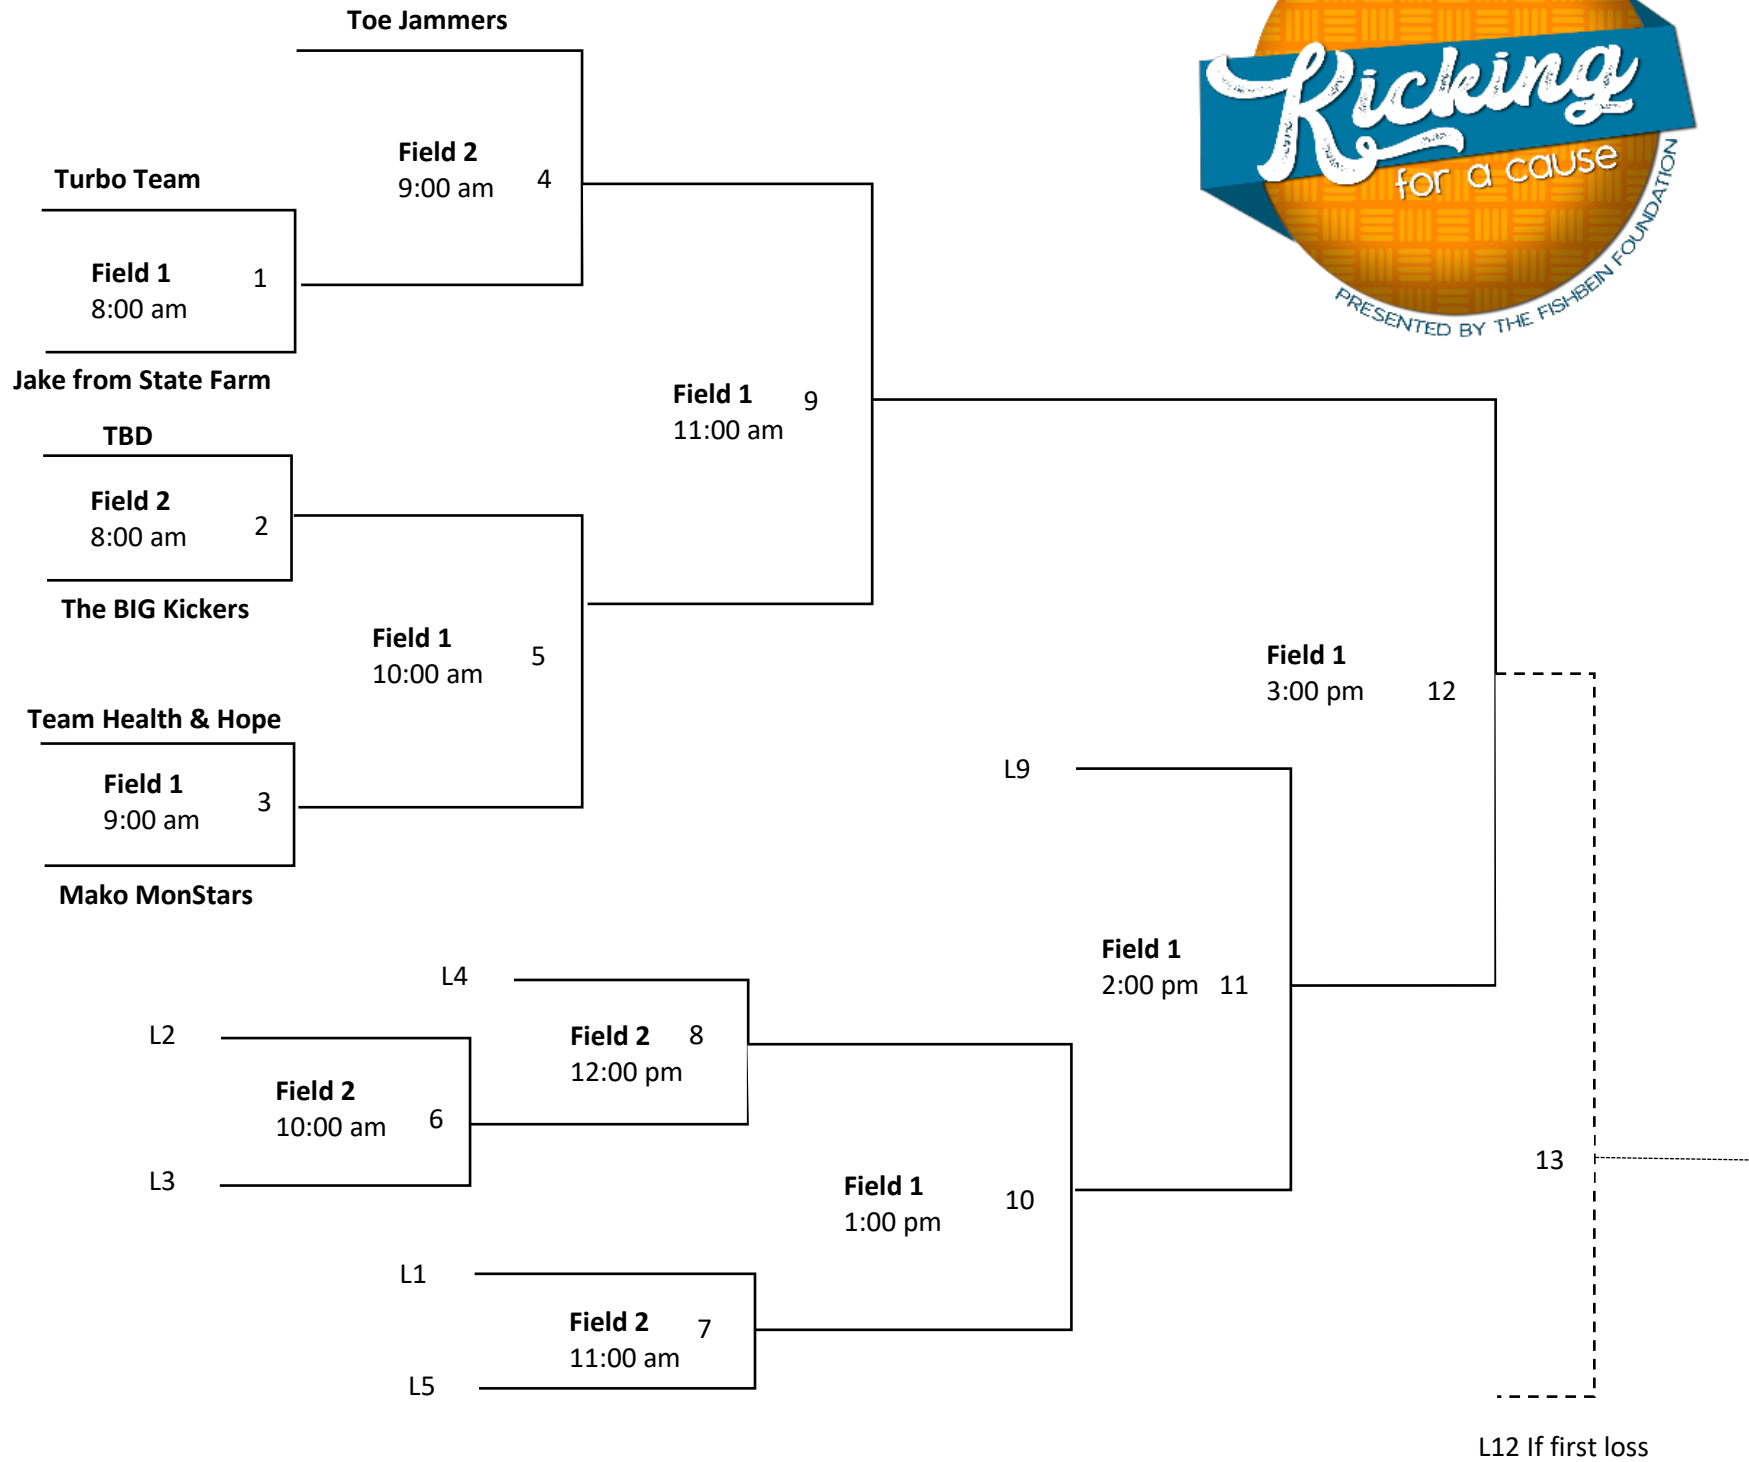 Toe Jammers
Kicking
for a cause
PRESENTED BY THE FISHBEIN FOUNDATION
Field 2
9:00 am 4
Turbo Team
Field 1
8:00 am
1
Jake from State Farm
Field 1
11:00 am
9
TBD
Field 2
8:00 am
2
The BIG Kickers
Field 1
10:00 am
5
Field 1
3:00 pm 12
Team Health & Hope
Field 1
9:00 am
3
Mako MonStars
L9
Field 1
2:00 pm 11
L4
L2
Field 2 8
12:00 pm
Field 2
10:00 am 6
L3
Field 1
1:00 pm
10
13
L1
Field 2 7
11:00 am
L5
L12 If first loss